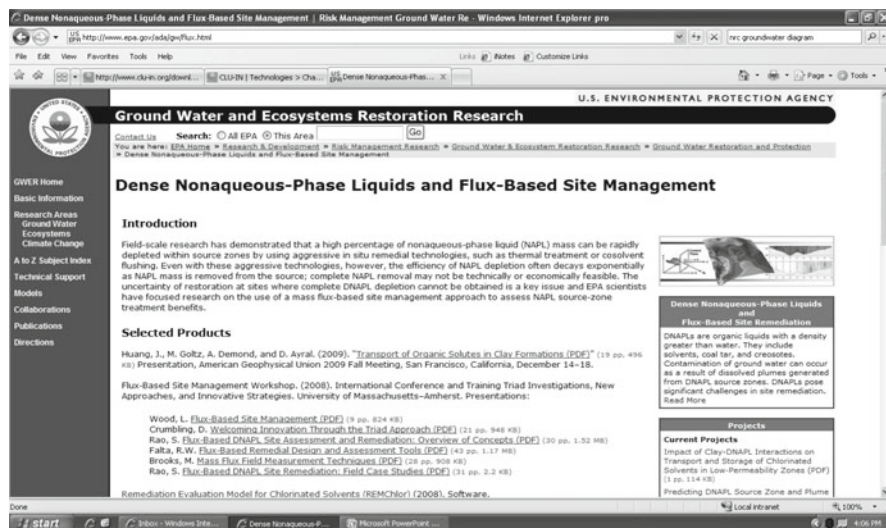 Dense Nonaqueous-Phase Liquids and Flux-Based Site Management | Risk Management Ground Water Re - Windows Internet Explorer pro
http://www.epa.gov/ada/gw/flux.html
nrc groundwater diagram
File Edit View Favorites Tools Help
Links Notes Customize Links
http://www.clu-in.org/downl... CLU-IN | Technologies > Cha... Dense Nonaqueous-Phas... X
Page Tools
U.S. ENVIRONMENTAL PROTECTION AGENCY
Ground Water and Ecosystems Restoration Research
Contact Us Search: All EPA This Area Go
You are here: EPA Home » Research & Development » Risk Management Research » Ground Water & Ecosystem Restoration Research » Ground Water Restoration and Protection
» Dense Nonaqueous-Phase Liquids and Flux-Based Site Management
GWER Home
Basic Information
Research Areas
Ground Water
Ecosystems
Climate Change
A to Z Subject Index
Technical Support
Models
Collaborations
Publications
Directions
Dense Nonaqueous-Phase Liquids and Flux-Based Site Management
Introduction
Field-scale research has demonstrated that a high percentage of nonaqueous-phase liquid (NAPL) mass can be rapidly
depleted within source zones by using aggressive in situ remedial technologies, such as thermal treatment or cosolvent
flushing. Even with these aggressive technologies, however, the efficiency of NAPL depletion often decays exponentially
as NAPL mass is removed from the source; complete NAPL removal may not be technically or economically feasible. The
uncertainty of restoration at sites where complete DNAPL depletion cannot be obtained is a key issue and EPA scientists
have focused research on the use of a mass flux-based site management approach to assess NAPL source-zone
treatment benefits.
Selected Products
Huang, J., M. Goltz, A. Demond, and D. Ayral. (2009). "Transport of Organic Solutes in Clay Formations (PDF)" (19 pp, 496
KB) Presentation, American Geophysical Union 2009 Fall Meeting, San Francisco, California, December 14–18.
Flux-Based Site Management Workshop. (2008). International Conference and Training Triad Investigations, New
Approaches, and Innovative Strategies. University of Massachusetts–Amherst. Presentations:
Wood, L. Flux-Based Site Management (PDF) (9 pp, 824 KB)
Crumbling, D. Welcoming Innovation Through the Triad Approach (PDF) (21 pp, 948 KB)
Rao, S. Flux-Based DNAPL Site Assessment and Remediation: Overview of Concepts (PDF) (30 pp, 1.52 MB)
Falta, R.W. Flux-Based Remedial Design and Assessment Tools (PDF) (43 pp, 1.17 MB)
Brooks, M. Mass Flux Field Measurement Techniques (PDF) (28 pp, 908 KB)
Rao, S. Flux-Based DNAPL Site Remediation: Field Case Studies (PDF) (31 pp, 2.2 KB)
Remediation Evaluation Model for Chlorinated Solvents (REMChlor) (2008). Software.
Dense Nonaqueous-Phase Liquids
and
Flux-Based Site Remediation
DNAPLs are organic liquids with a density
greater than water. They include
solvents, coal tar, and creosotes.
Contamination of ground water can occur
as a result of dissolved plumes generated
from DNAPL source zones. DNAPLs pose
significant challenges in site remediation.
Read More
Projects
Current Projects
Impact of Clay-DNAPL Interactions on
Transport and Storage of Chlorinated
Solvents in Low-Permeability Zones (PDF)
(1 pg, 114 KB)
Predicting DNAPL Source Zone and Plume
Done Local intranet 100%
start Inbox - Windows Inte... Dense Nonaqueous-P... Microsoft PowerPoint ... 4:06 PM